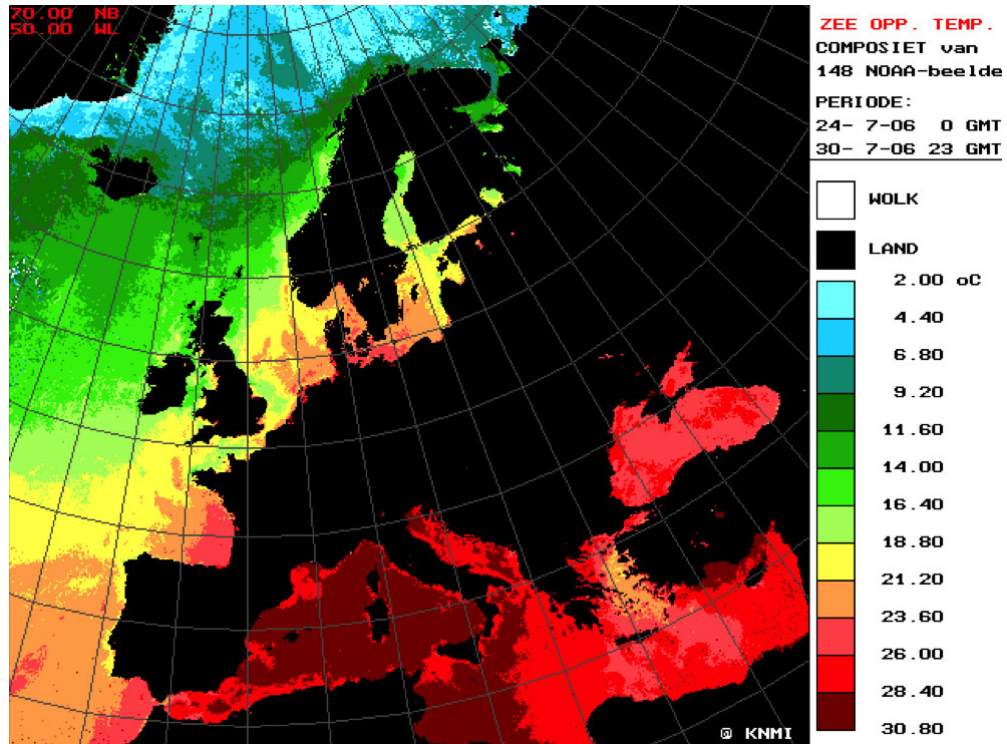 70.00 NB
50.00 WL
ZEE OPP. TEMP.
COMPOSIET van
148 NOAA-beelde
PERIODE:
24- 7-06 0 GMT
30- 7-06 23 GMT
WOLK
LAND
2.00 oC
4.40
6.80
9.20
11.60
14.00
16.40
18.80
21.20
23.60
26.00
28.40
30.80
@ KNMI